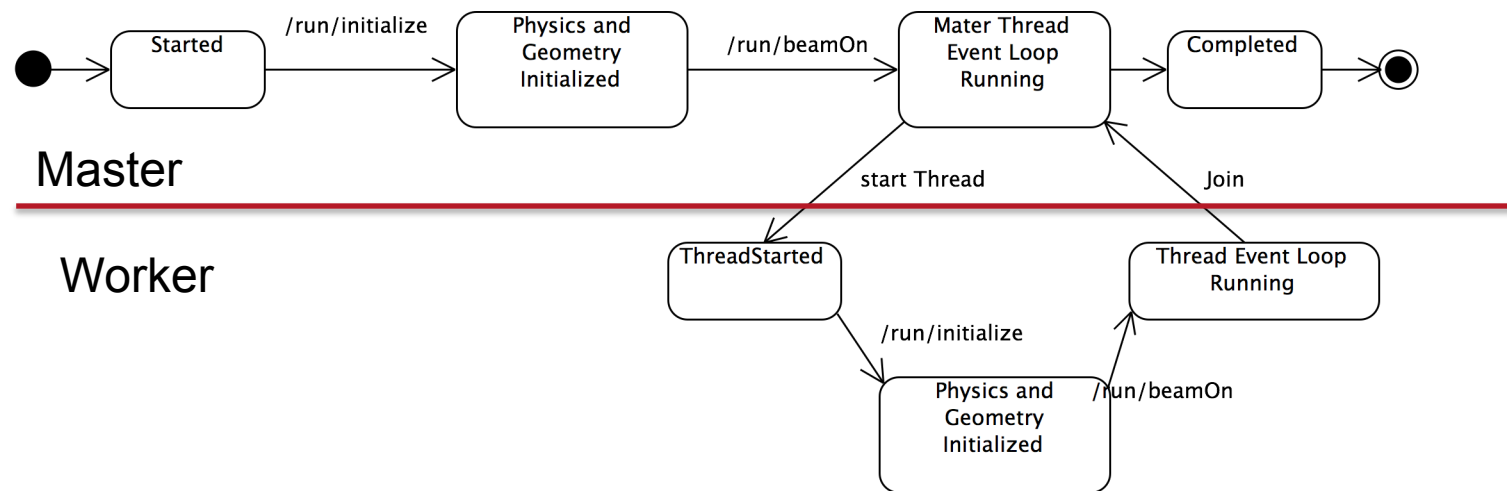 Started
/run/initialize
Physics and
Geometry
Initialized
/run/beamOn
Mater Thread
Event Loop
Running
Completed
Master
start Thread
Join
Worker
ThreadStarted
Thread Event Loop
Running
/run/initialize
Physics and
Geometry
Initialized
/run/beamOn